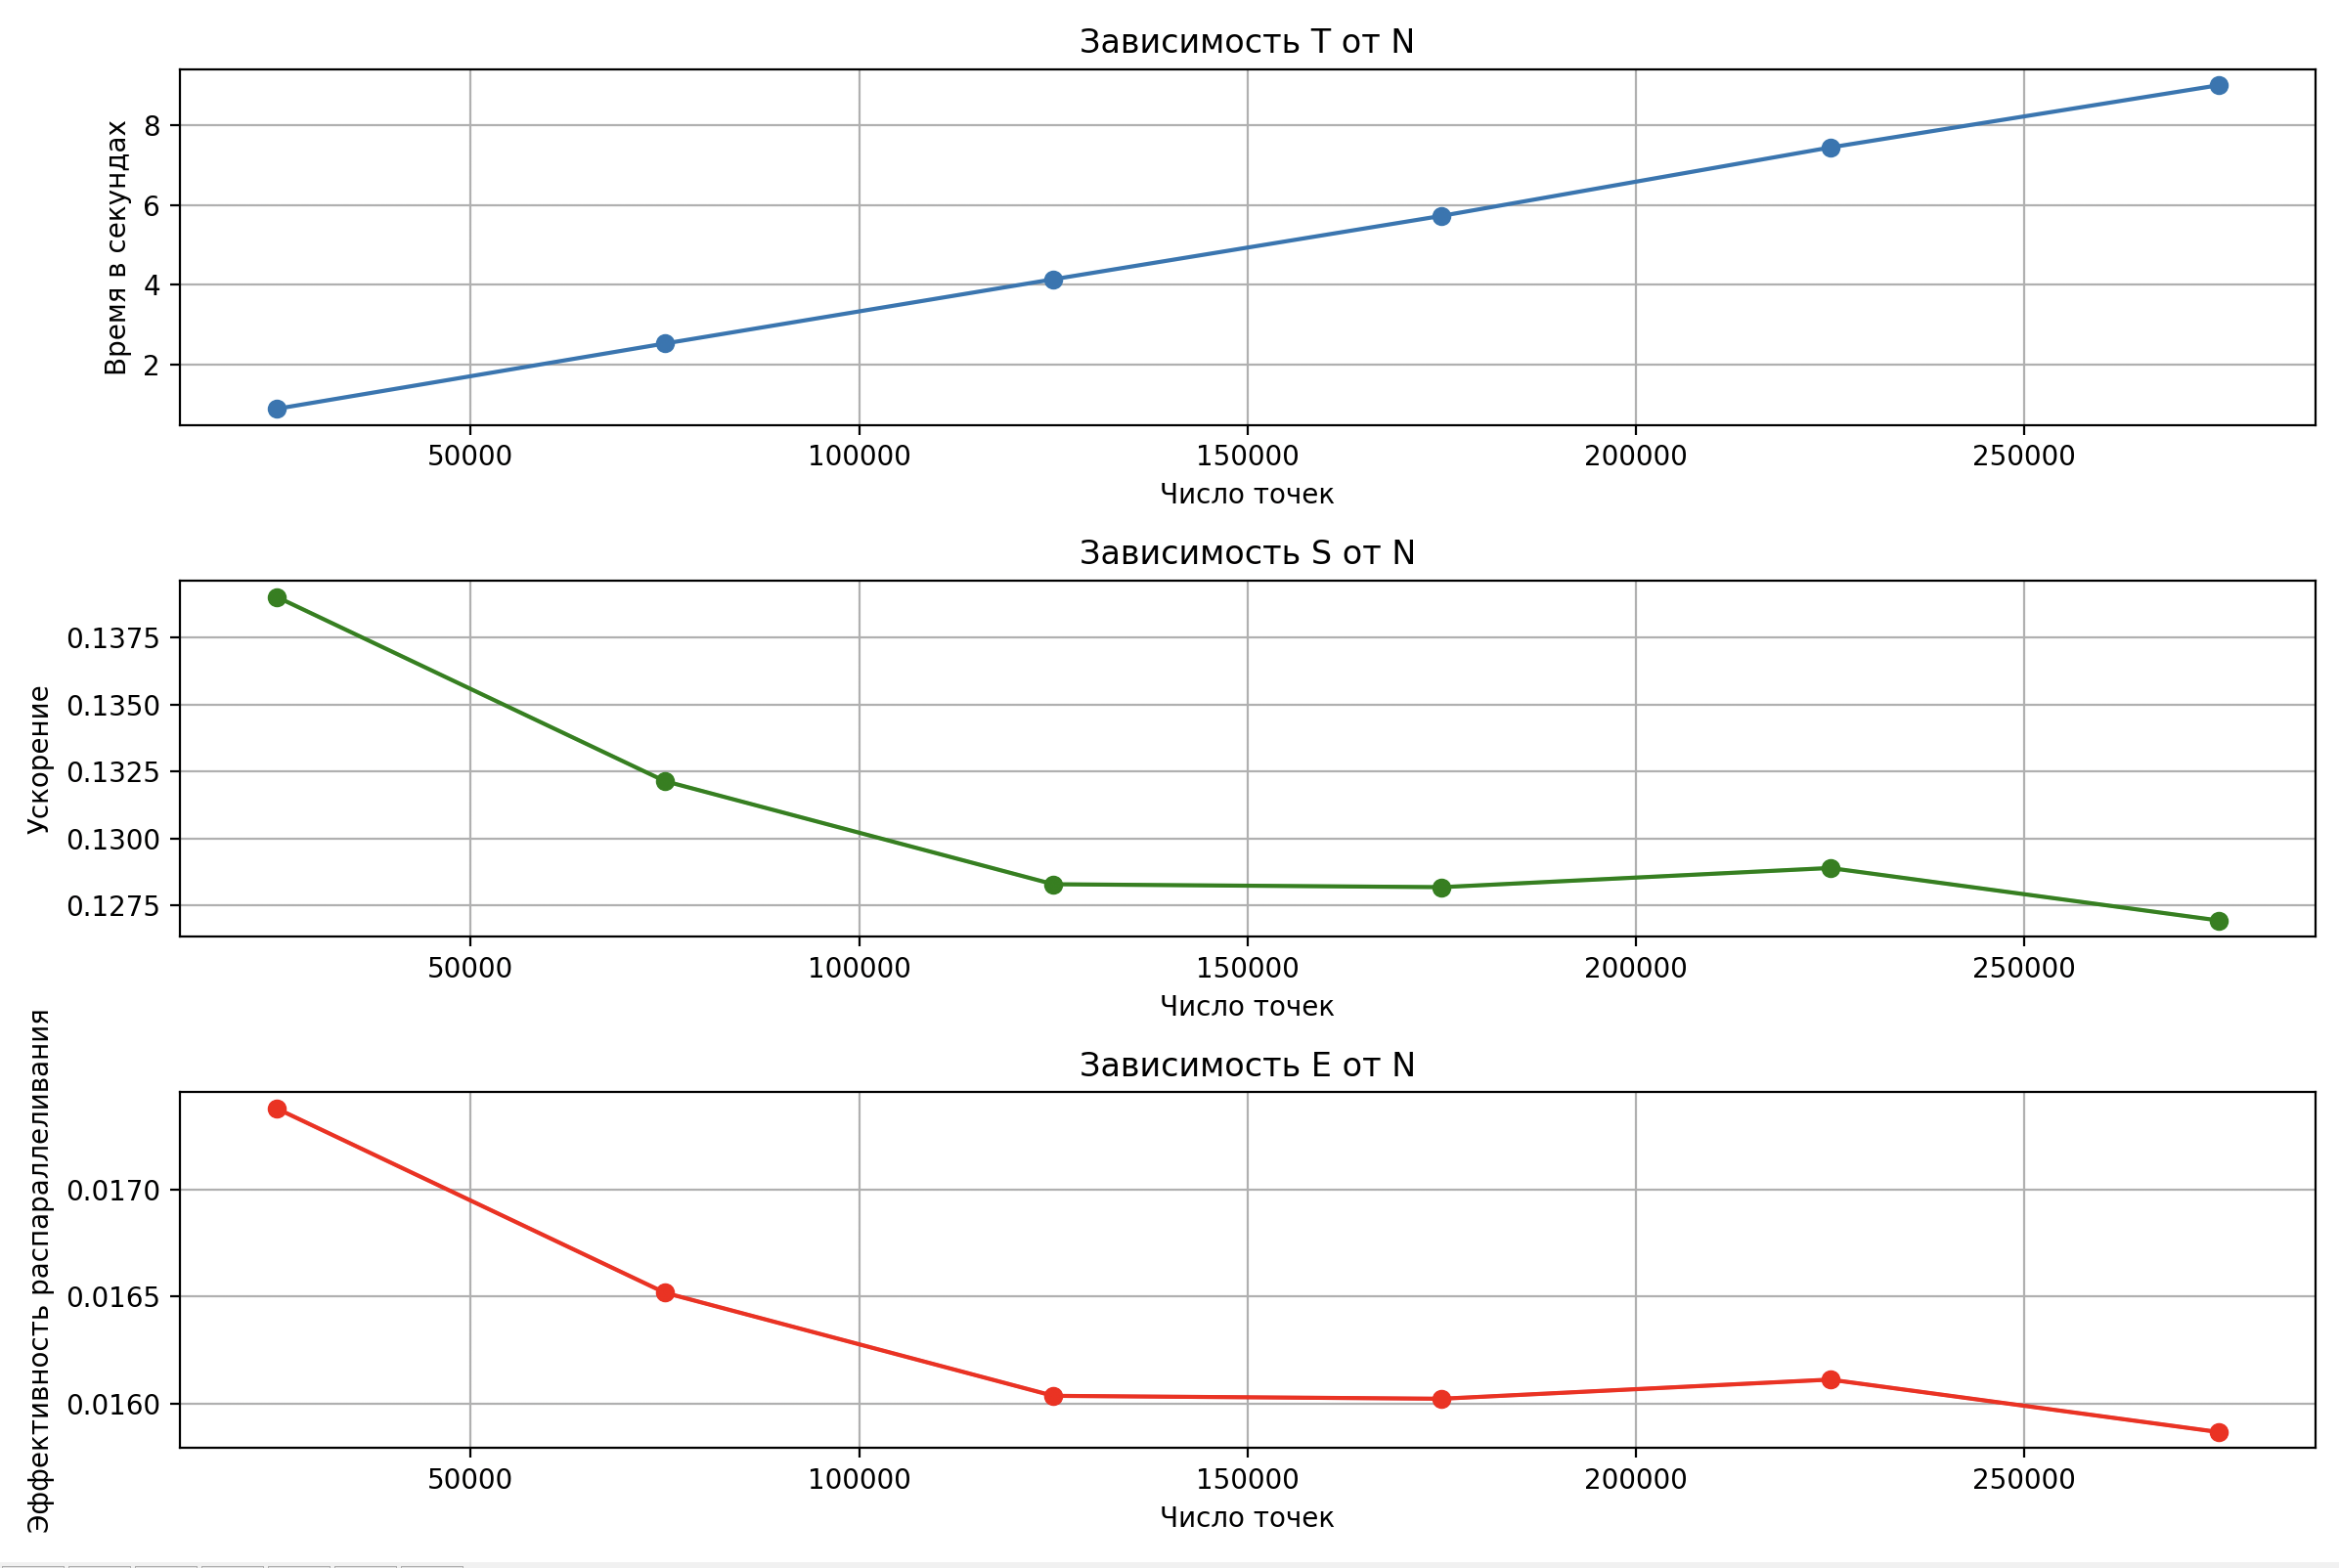 Зависимость T от N
Время в секундах
8
6
4
2
50000 100000 150000 200000 250000
Число точек
Зависимость S от N
Ускорение
0.1375
0.1350
0.1325
0.1300
0.1275
50000 100000 150000 200000 250000
Число точек
Зависимость E от N
Эффективность распараллеливания
0.0170
0.0165
0.0160
50000 100000 150000 200000 250000
Число точек